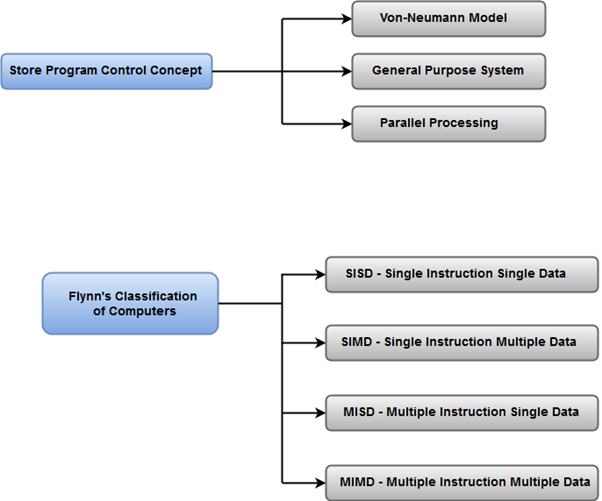 Von-Neumann Model
Store Program Control Concept
General Purpose System
Parallel Processing
SISD - Single Instruction Single Data
Flynn's Classification
of Computers
SIMD - Single Instruction Multiple Data
MISD - Multiple Instruction Single Data
MIMD - Multiple Instruction Multiple Data